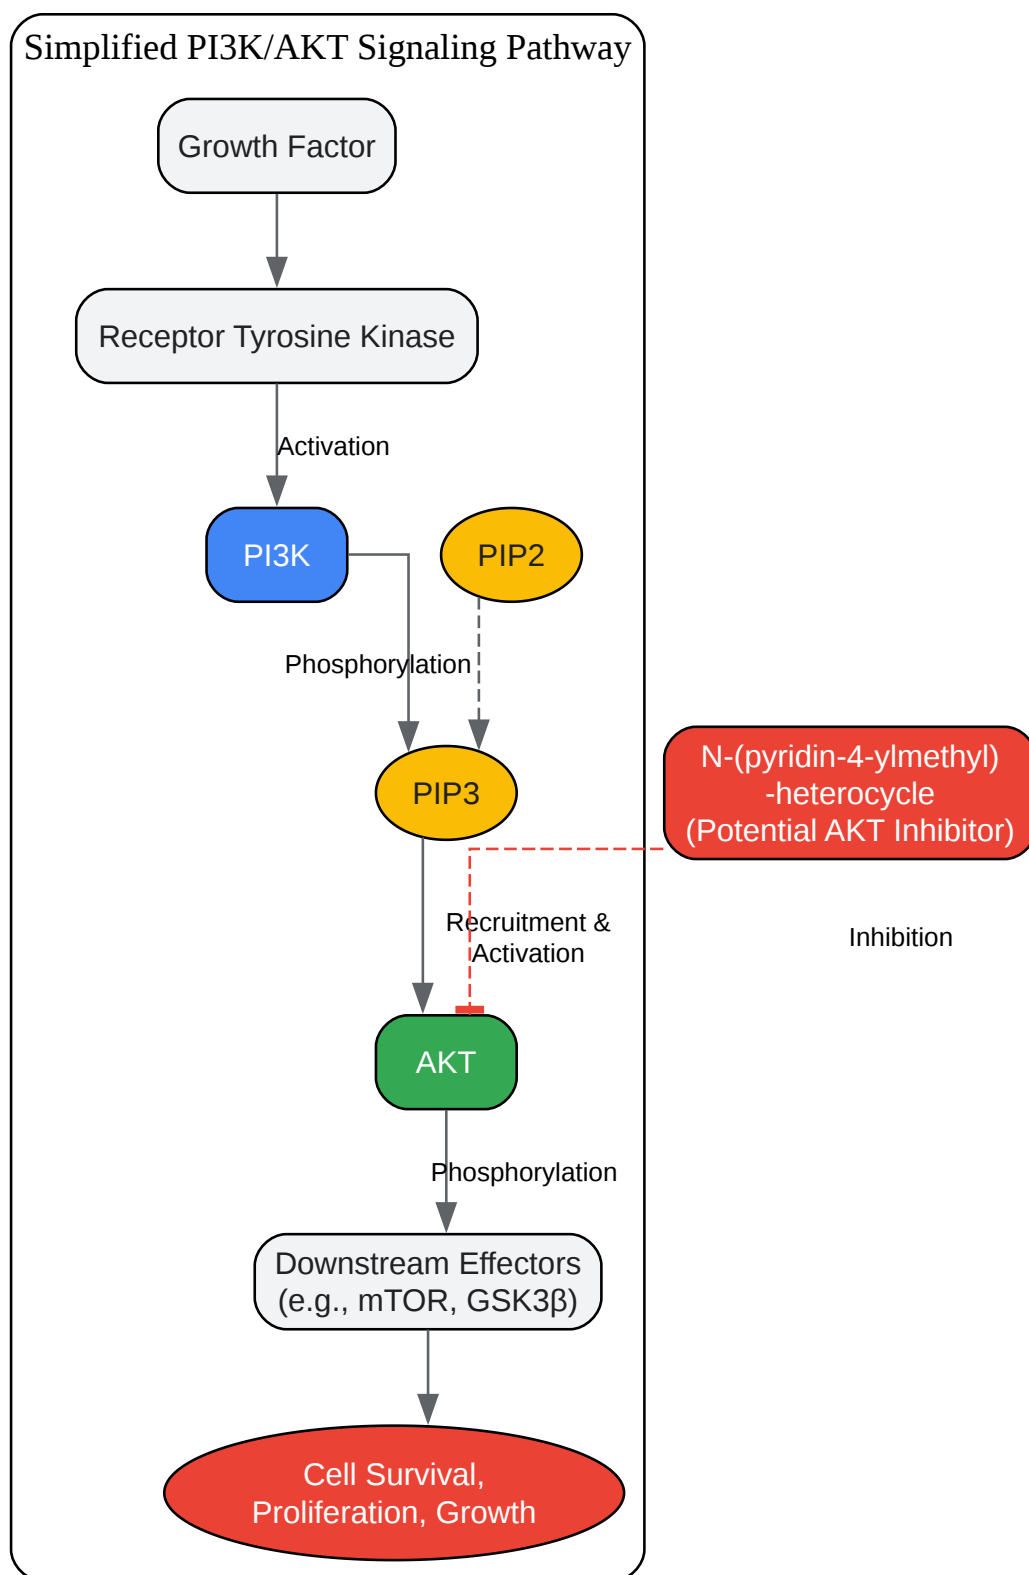 Simplified PI3K/AKT Signaling Pathway
Growth Factor
Receptor Tyrosine Kinase
Activation
PI3K
PIP2
Phosphorylation
PIP3
N-(pyridin-4-ylmethyl)
-heterocycle
(Potential AKT Inhibitor)
Recruitment &
Activation
Inhibition
AKT
Phosphorylation
Downstream Effectors
(e.g., mTOR, GSK3β)
Cell Survival,
Proliferation, Growth